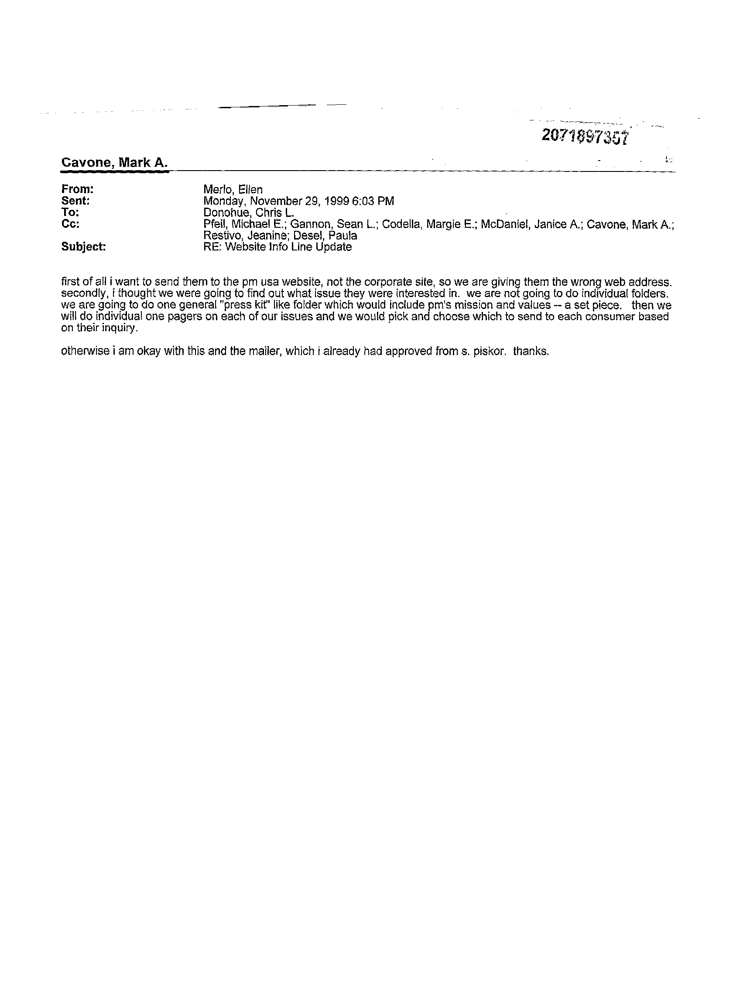 2071897357
Cavone, Mark A.
From: Merlo, Ellen
Sent: Monday, November 29, 1999 6:03 PM
To: Donohue, Chris L.
Cc: Pfeil, Michael E.; Gannon, Sean L.; Codella, Margie E.; McDaniel, Janice A.; Cavone, Mark A.;
Restivo, Jeanine; Desel, Paula
Subject: RE: Website Info Line Update
first of all i want to send them to the pm usa website, not the corporate site, so we are giving them the wrong web address.
secondly, i thought we were going to find out what issue they were interested in. we are not going to do individual folders.
we are going to do one general "press kit" like folder which would include pm's mission and values -- a set piece. then we
will do individual one pagers on each of our issues and we would pick and choose which to send to each consumer based
on their inquiry.
otherwise i am okay with this and the mailer, which i already had approved from s. piskor. thanks.